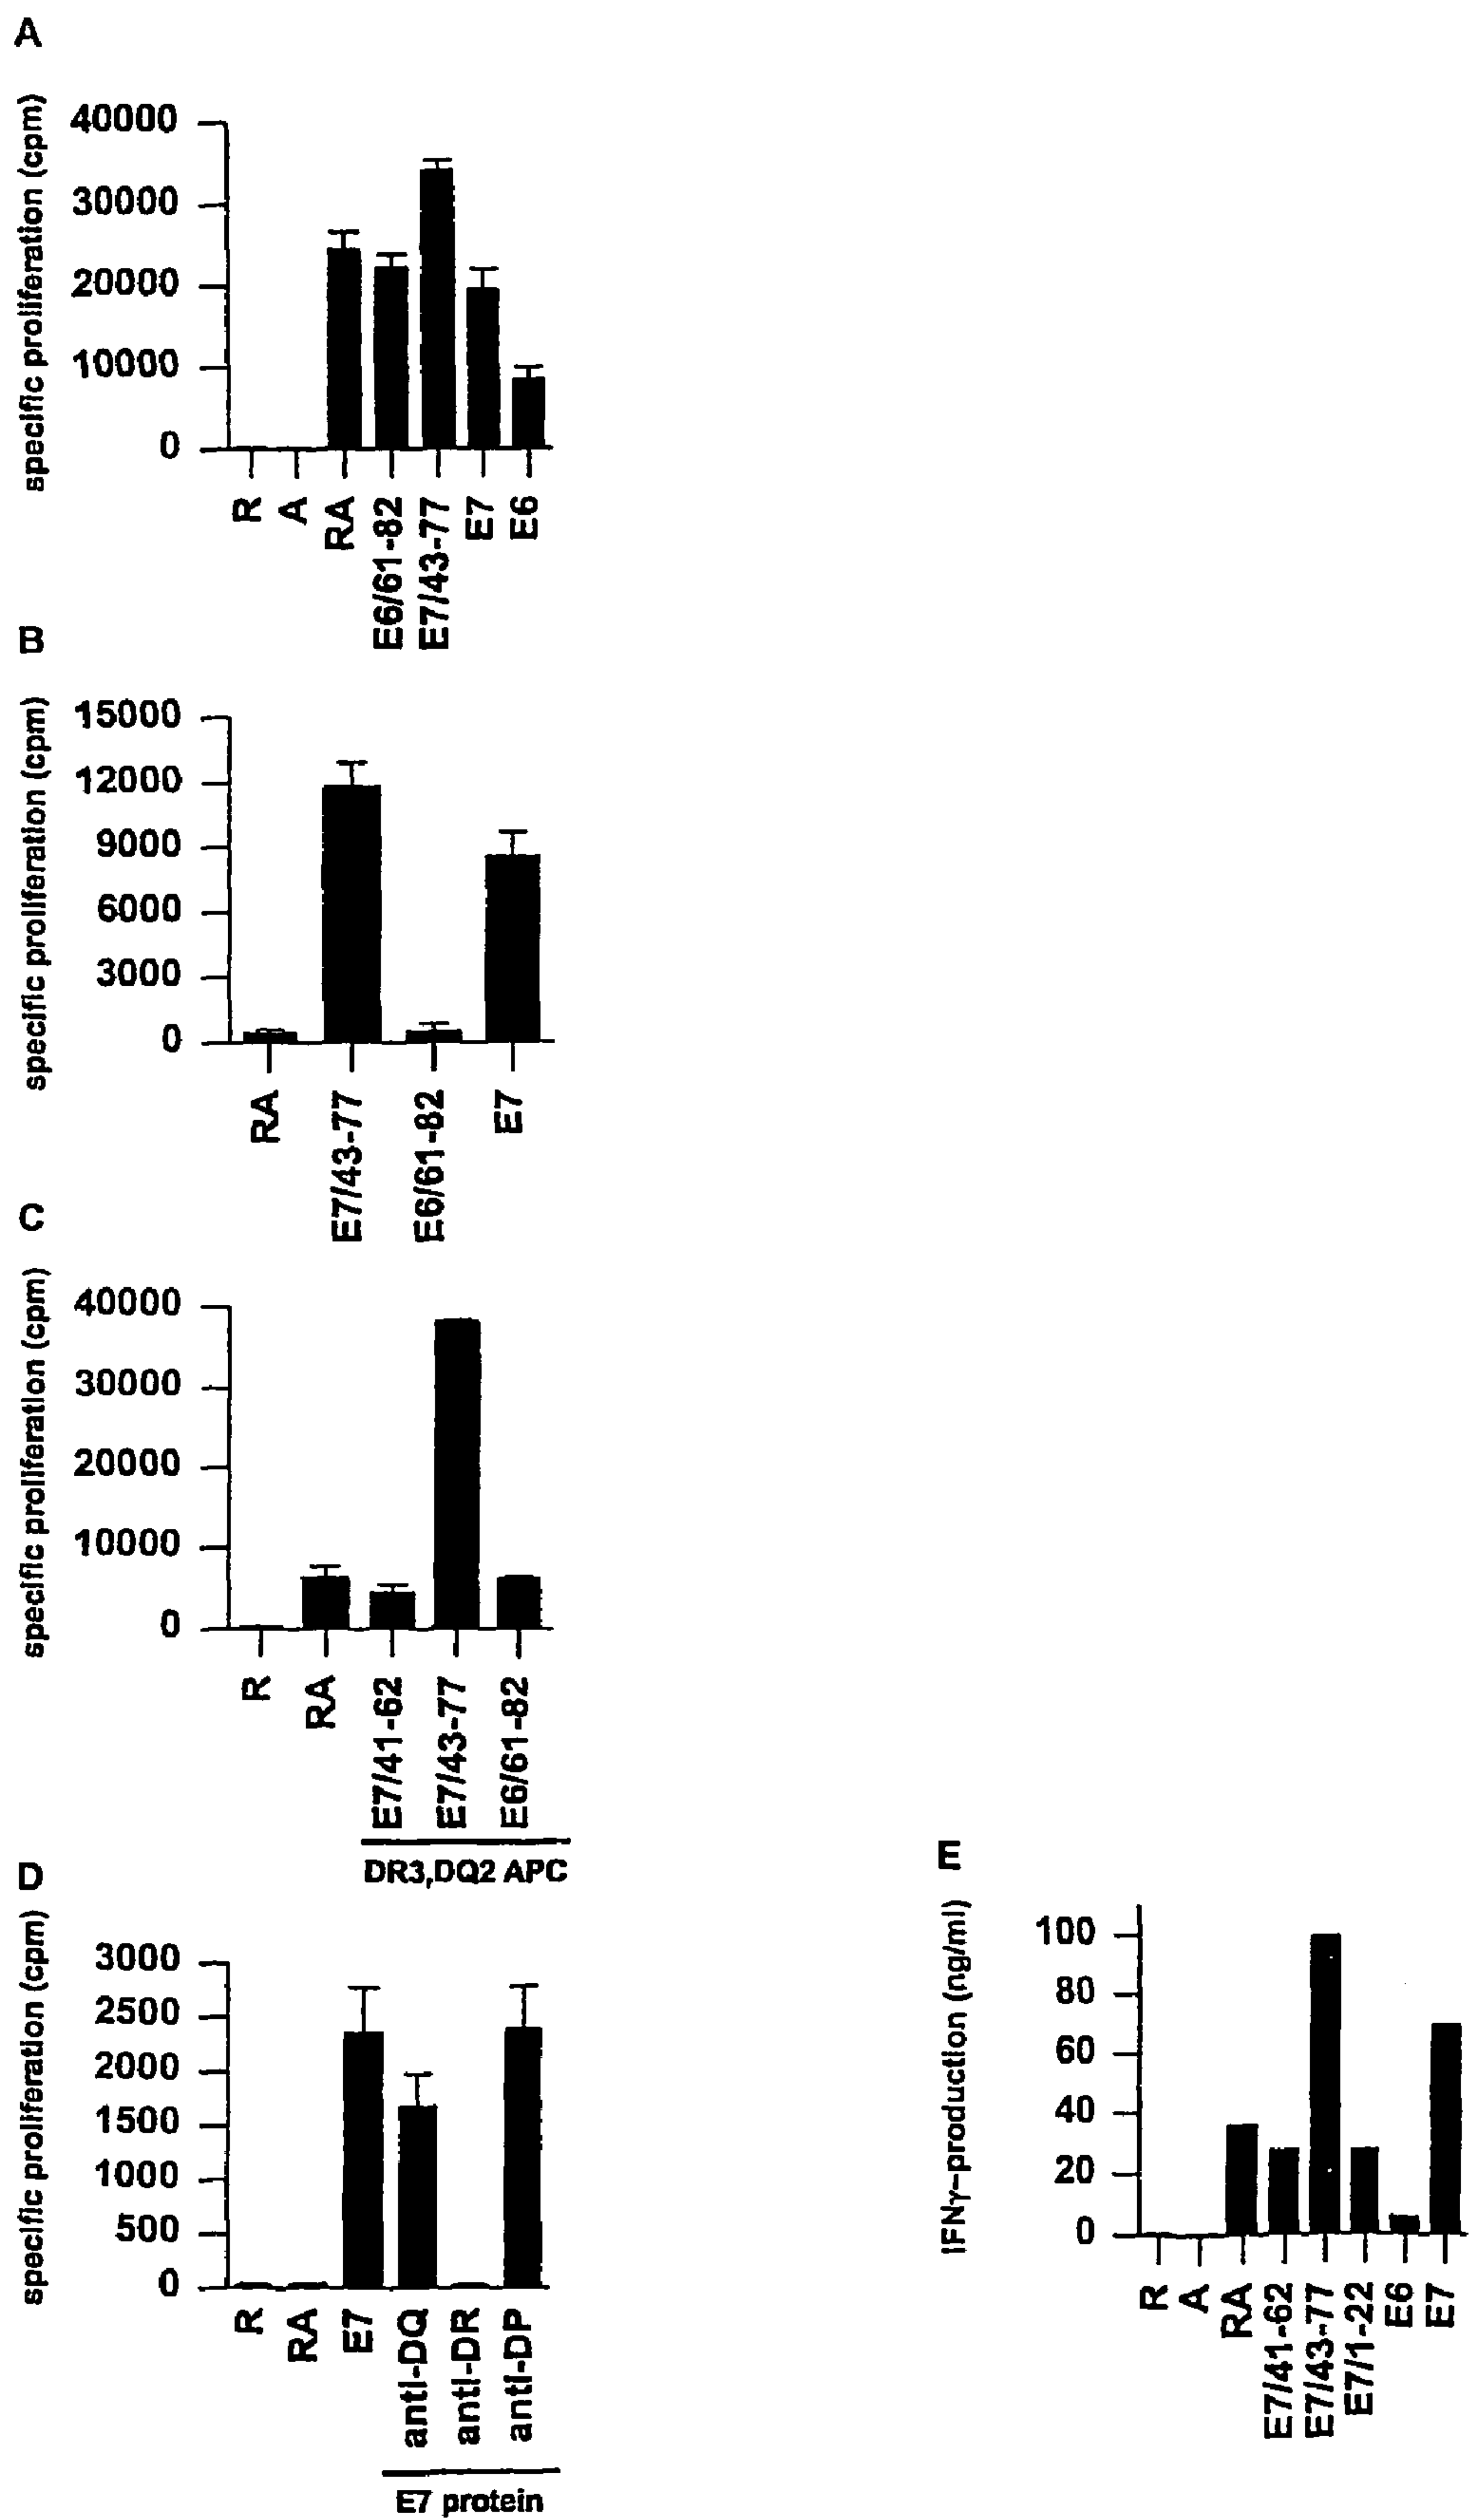 A
specific proliferation (cpm)
40000
30000
20000
10000
0
R
A
RA
E6/61-82
E7/43-77
E7
E6
B
specific proliferation (cpm)
15000
12000
9000
6000
3000
0
RA
E7/43-77
E6/61-82
E7
C
specific proliferation (cpm)
40000
30000
20000
10000
0
R
RA
E7/41-62
E7/43-77
E6/61-82
DR3,DQ2 APC
D
specific proliferation (cpm)
3000
2500
2000
1500
1000
500
0
R
RA
E7
anti-DQ
anti-DR
anti-DP
E7 protein
E
IFNγ-production (ng/ml)
100
80
60
40
20
0
R
A
RA
E7/41-62
E7/43-77
E7/1-22
E6
E7